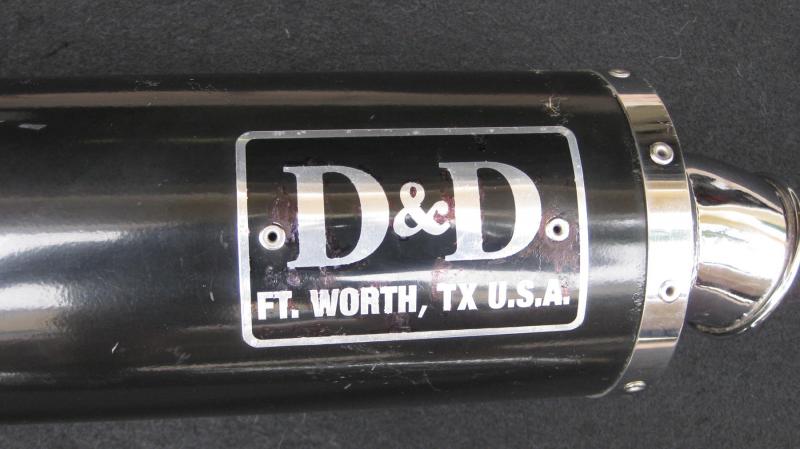 D&D
FT. WORTH, TX U.S.A.